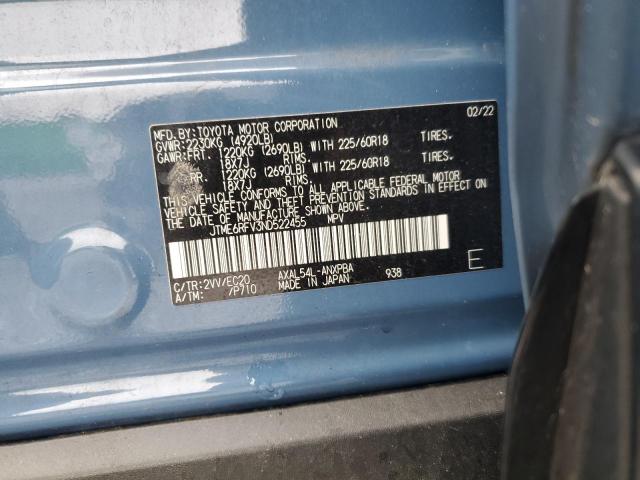 MFD.BY:TOYOTA MOTOR CORPORATION 02/22
GVWR:2230KG (4920LB)
GAWR:FRT. 1220KG (2690LB) WITH 225/60R18 TIRES.
18X7J RIMS.
RR. 1220KG (2690LB) WITH 225/60R18 TIRES.
18X7J RIMS.
THIS VEHICLE CONFORMS TO ALL APPLICABLE FEDERAL MOTOR
VEHICLE SAFETY AND THEFT PREVENTION STANDARDS IN EFFECT ON
THE DATE OF MANUFACTURE SHOWN ABOVE.
JTME6RFV3ND522455 MPV
C/TR:2VV/EC20 AXAL54L-ANXPBA 938 E
A/TM: /P710 MADE IN JAPAN